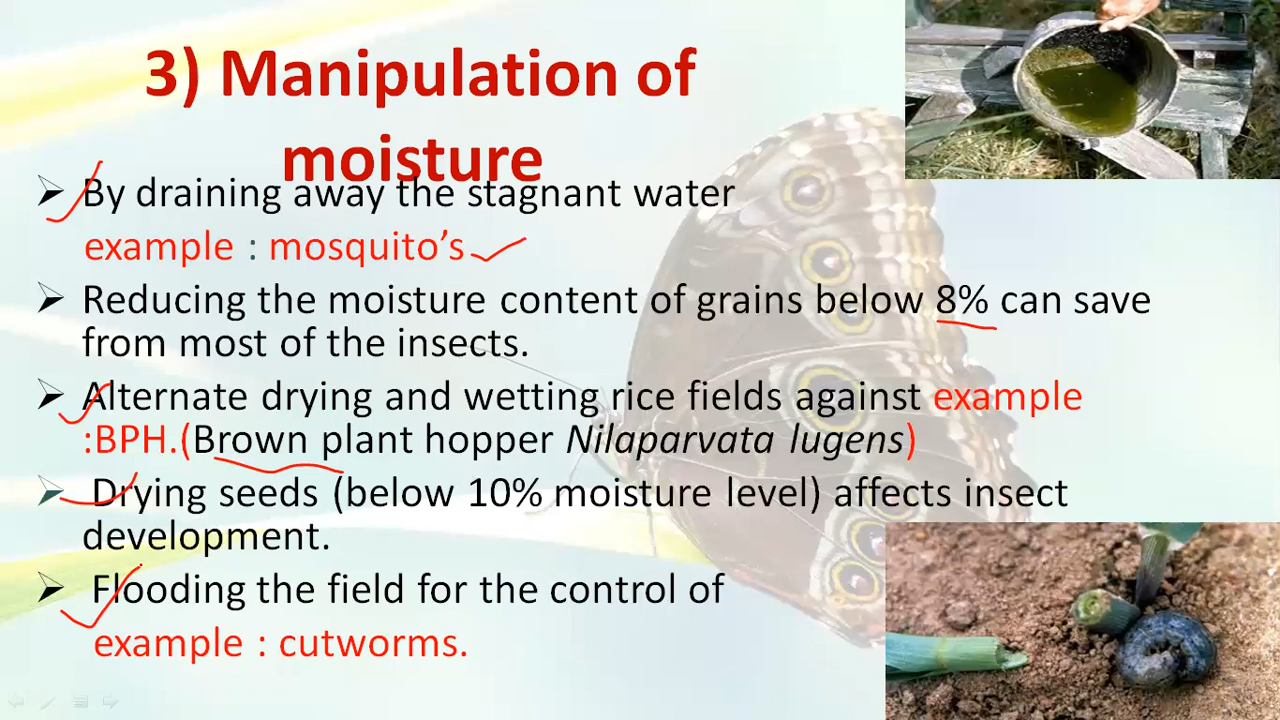 3) Manipulation of
moisture
➢ By draining away the stagnant water
example : mosquito’s
➢ Reducing the moisture content of grains below 8% can save
from most of the insects.
➢ Alternate drying and wetting rice fields against example
:BPH.(Brown plant hopper Nilaparvata lugens)
➢ Drying seeds (below 10% moisture level) affects insect
development.
➢ Flooding the field for the control of
example : cutworms.